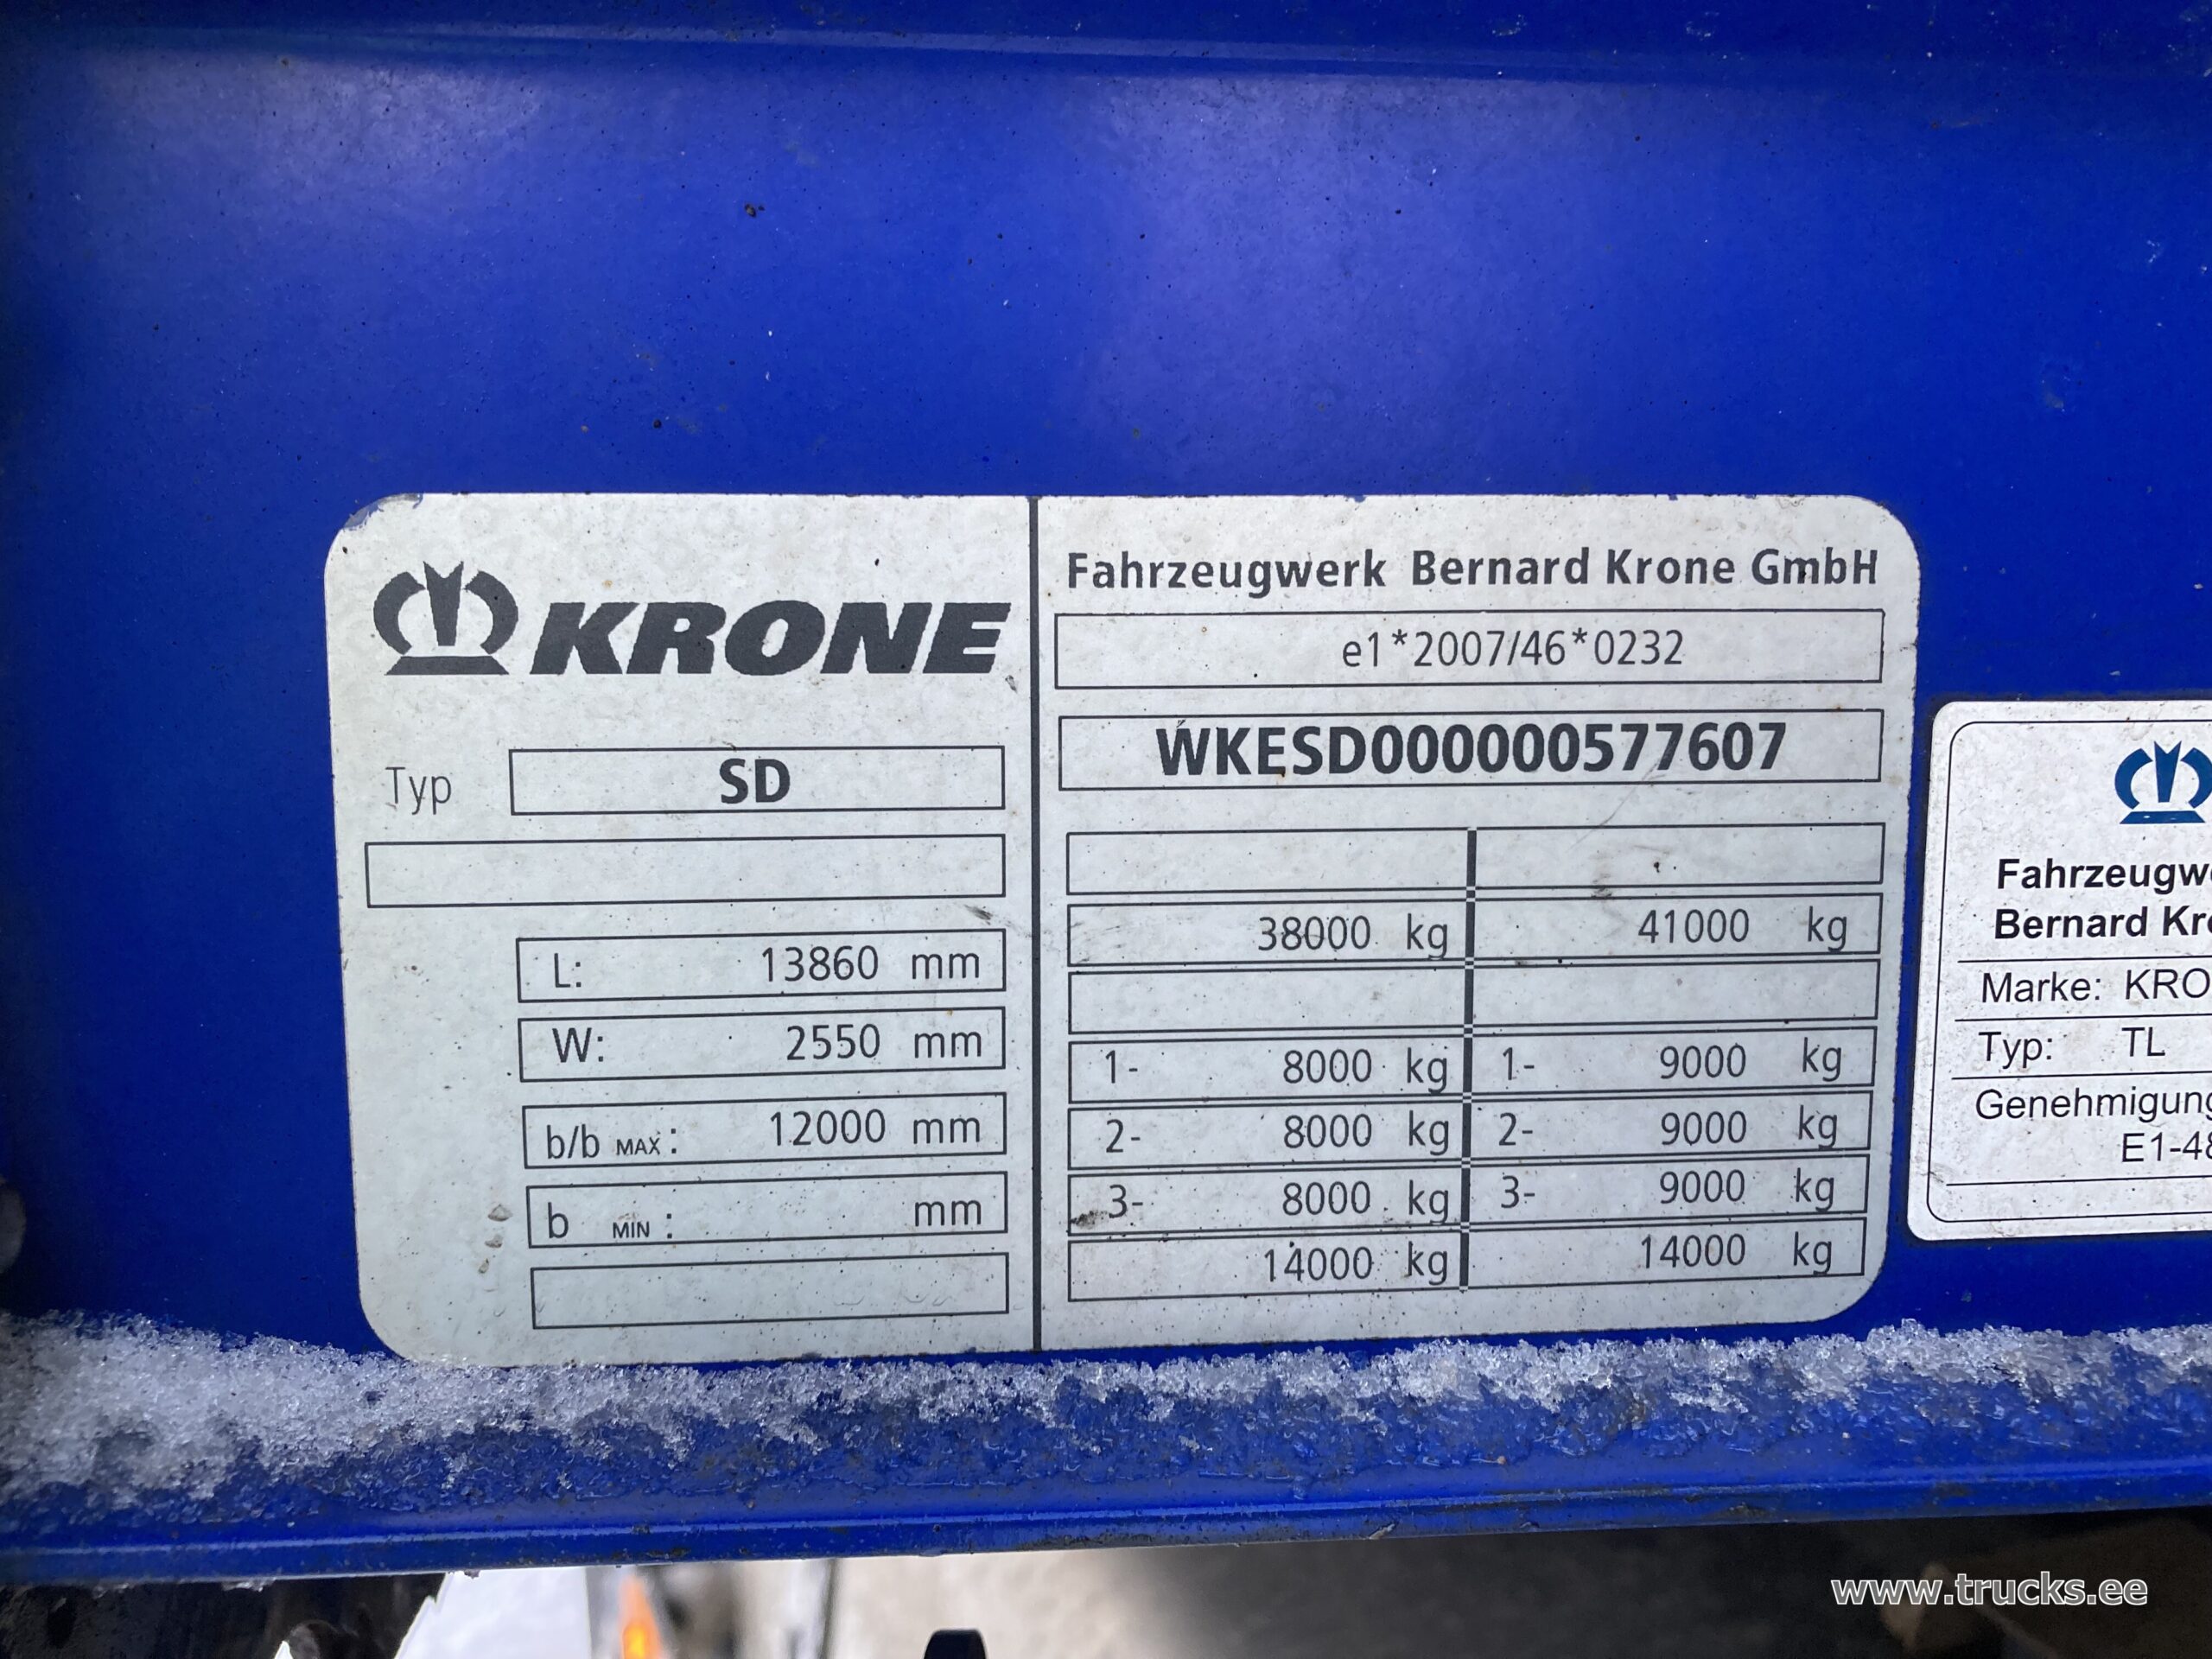 KRONE
Typ SD
L: 13860 mm
W: 2550 mm
b/b MAX: 12000 mm
b MIN: mm
Fahrzeugwerk Bernard Krone GmbH
e1*2007/46*0232
WKESD000000577607
38000 kg 41000 kg
1- 8000 kg 1- 9000 kg
2- 8000 kg 2- 9000 kg
3- 8000 kg 3- 9000 kg
14000 kg 14000 kg
Fahrzeugw
Bernard Kr
Marke: KRO
Typ: TL
Genehmigung
E1-48
www.trucks.ee